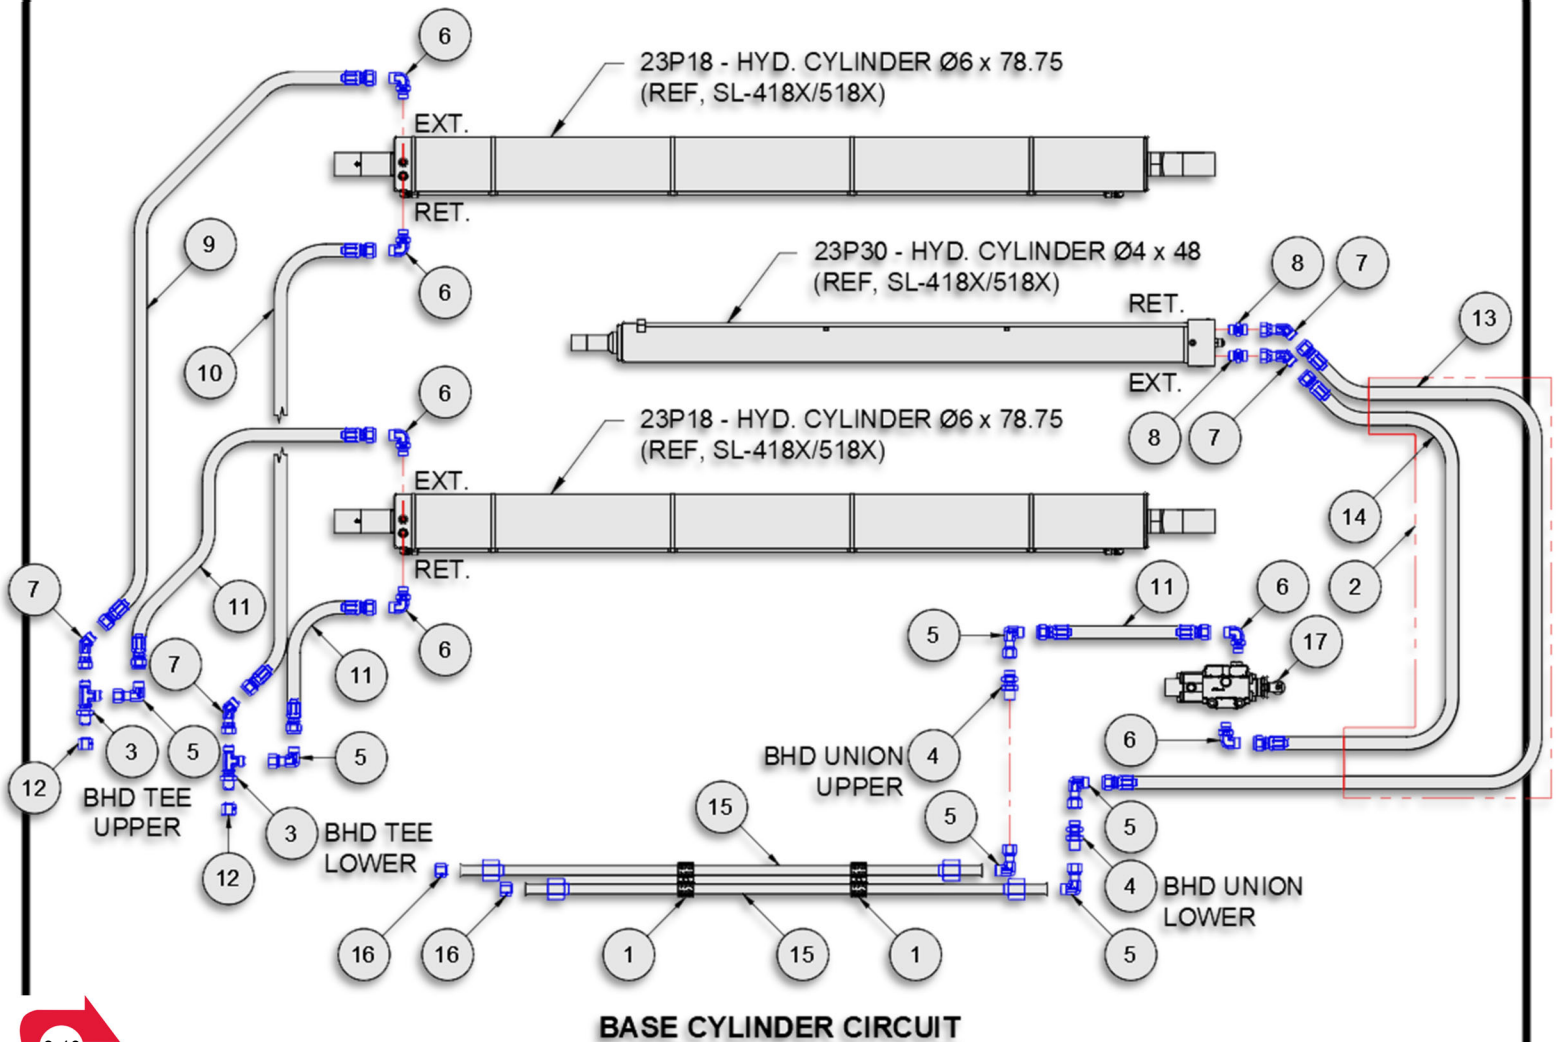 6
23P18 - HYD. CYLINDER Ø6 x 78.75
(REF, SL-418X/518X)
EXT.
RET.
9
23P30 - HYD. CYLINDER Ø4 x 48
(REF, SL-418X/518X)
8
7
6
RET.
13
10
EXT.
6
23P18 - HYD. CYLINDER Ø6 x 78.75
(REF, SL-418X/518X)
8
7
EXT.
14
RET.
7
11
11
6
2
5
6
17
7
11
4
6
3
5
5
BHD UNION
UPPER
12
BHD TEE
UPPER
15
5
5
3
BHD TEE
LOWER
12
4
BHD UNION
LOWER
16
16
1
15
1
5
BASE CYLINDER CIRCUIT